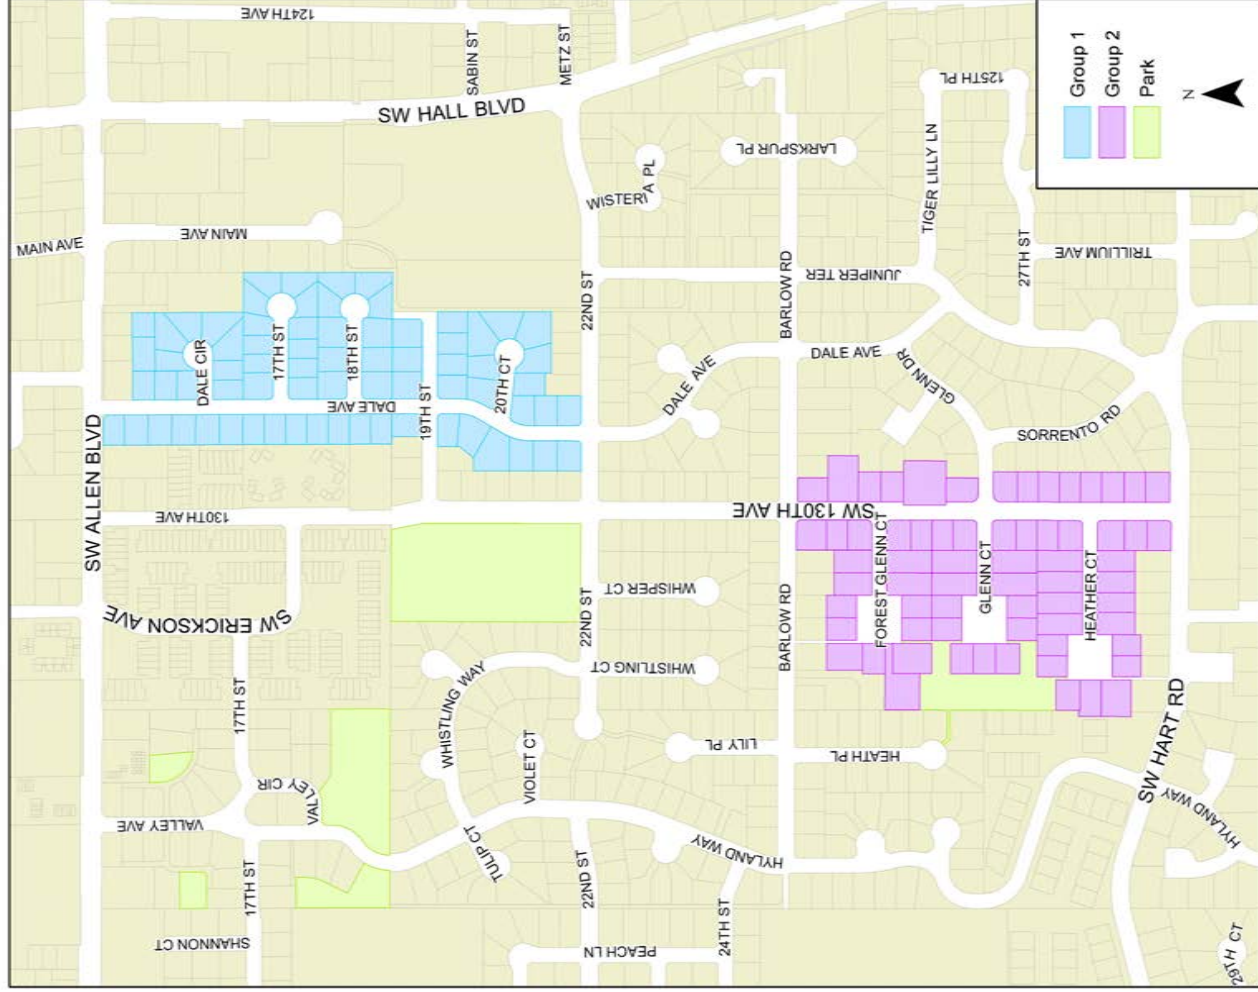 124TH AVE
SABIN ST
METZ ST
SW HALL BLVD
MAIN AVE
MAIN AVE
WISTERIA PL
LARKSPUR PL
125TH PL
TIGER LILLY LN
Group 1
Group 2
Park
N
22ND ST
BARLOW RD
JUNIPER TER
27TH ST
TRILLIUM AVE
DALE CIR
17TH ST
18TH ST
DALE AVE
19TH ST
20TH CT
DALE AVE
DALE AVE
GLENN DR
SORRENTO RD
SW ALLEN BLVD
130TH AVE
SW 130TH AVE
FOREST GLENN CT
GLENN CT
HEATHER CT
SW ERICKSON AVE
22ND ST
WHISPER CT
WHISTLING CT
BARLOW RD
17TH ST
WHISTLING WAY
VALLEY CIR
VIOLET CT
LILY PL
HEATH PL
SW HART RD
VALLEY AVE
TULIP CT
HYLAND WAY
HYLAND WAY
17TH ST
22ND ST
24TH ST
SHANNON CT
PEACH LN
29TH CT